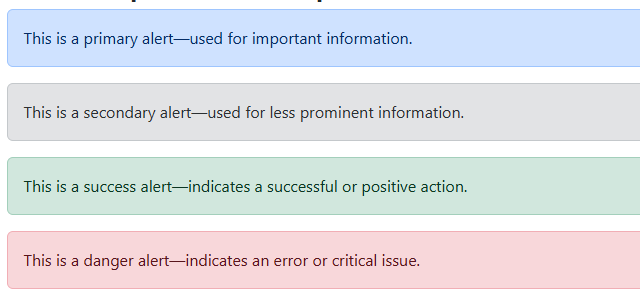 This is a primary alert—used for important information.
This is a secondary alert—used for less prominent information.
This is a success alert—indicates a successful or positive action.
This is a danger alert—indicates an error or critical issue.